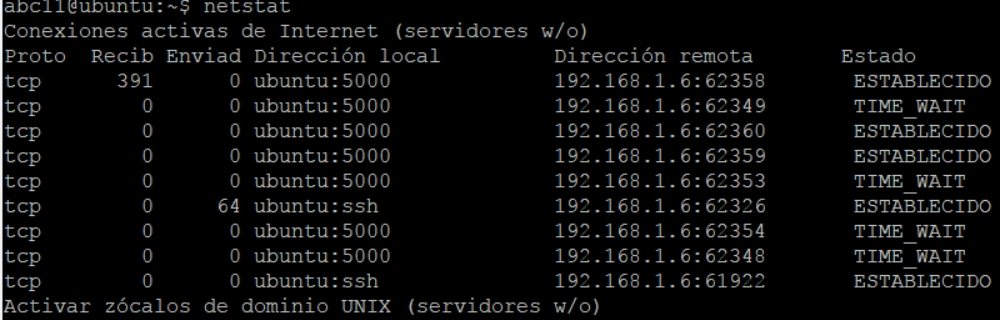 abc11@ubuntu:~$ netstat
Conexiones activas de Internet (servidores w/o)
Proto  Recib Enviad Dirección local         Dirección remota       Estado
tcp      391      0 ubuntu:5000             192.168.1.6:62358       ESTABLECIDO
tcp        0      0 ubuntu:5000             192.168.1.6:62349       TIME_WAIT
tcp        0      0 ubuntu:5000             192.168.1.6:62360       ESTABLECIDO
tcp        0      0 ubuntu:5000             192.168.1.6:62359       ESTABLECIDO
tcp        0      0 ubuntu:5000             192.168.1.6:62353       TIME_WAIT
tcp        0     64 ubuntu:ssh              192.168.1.6:62326       ESTABLECIDO
tcp        0      0 ubuntu:5000             192.168.1.6:62354       TIME_WAIT
tcp        0      0 ubuntu:5000             192.168.1.6:62348       TIME_WAIT
tcp        0      0 ubuntu:ssh              192.168.1.6:61922       ESTABLECIDO
Activar zócalos de dominio UNIX (servidores w/o)